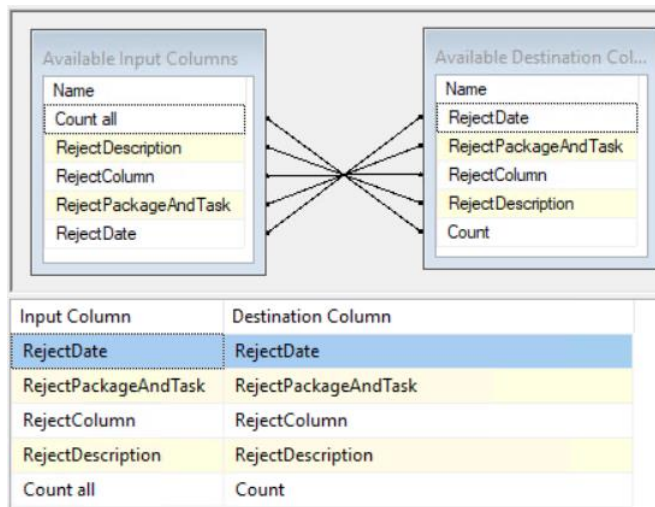 Available Input Columns
Name
Count all
RejectDescription
RejectColumn
RejectPackageAndTask
RejectDate
Available Destination Col...
Name
RejectDate
RejectPackageAndTask
RejectColumn
RejectDescription
Count
Input Column Destination Column
RejectDate RejectDate
RejectPackageAndTask RejectPackageAndTask
RejectColumn RejectColumn
RejectDescription RejectDescription
Count all Count